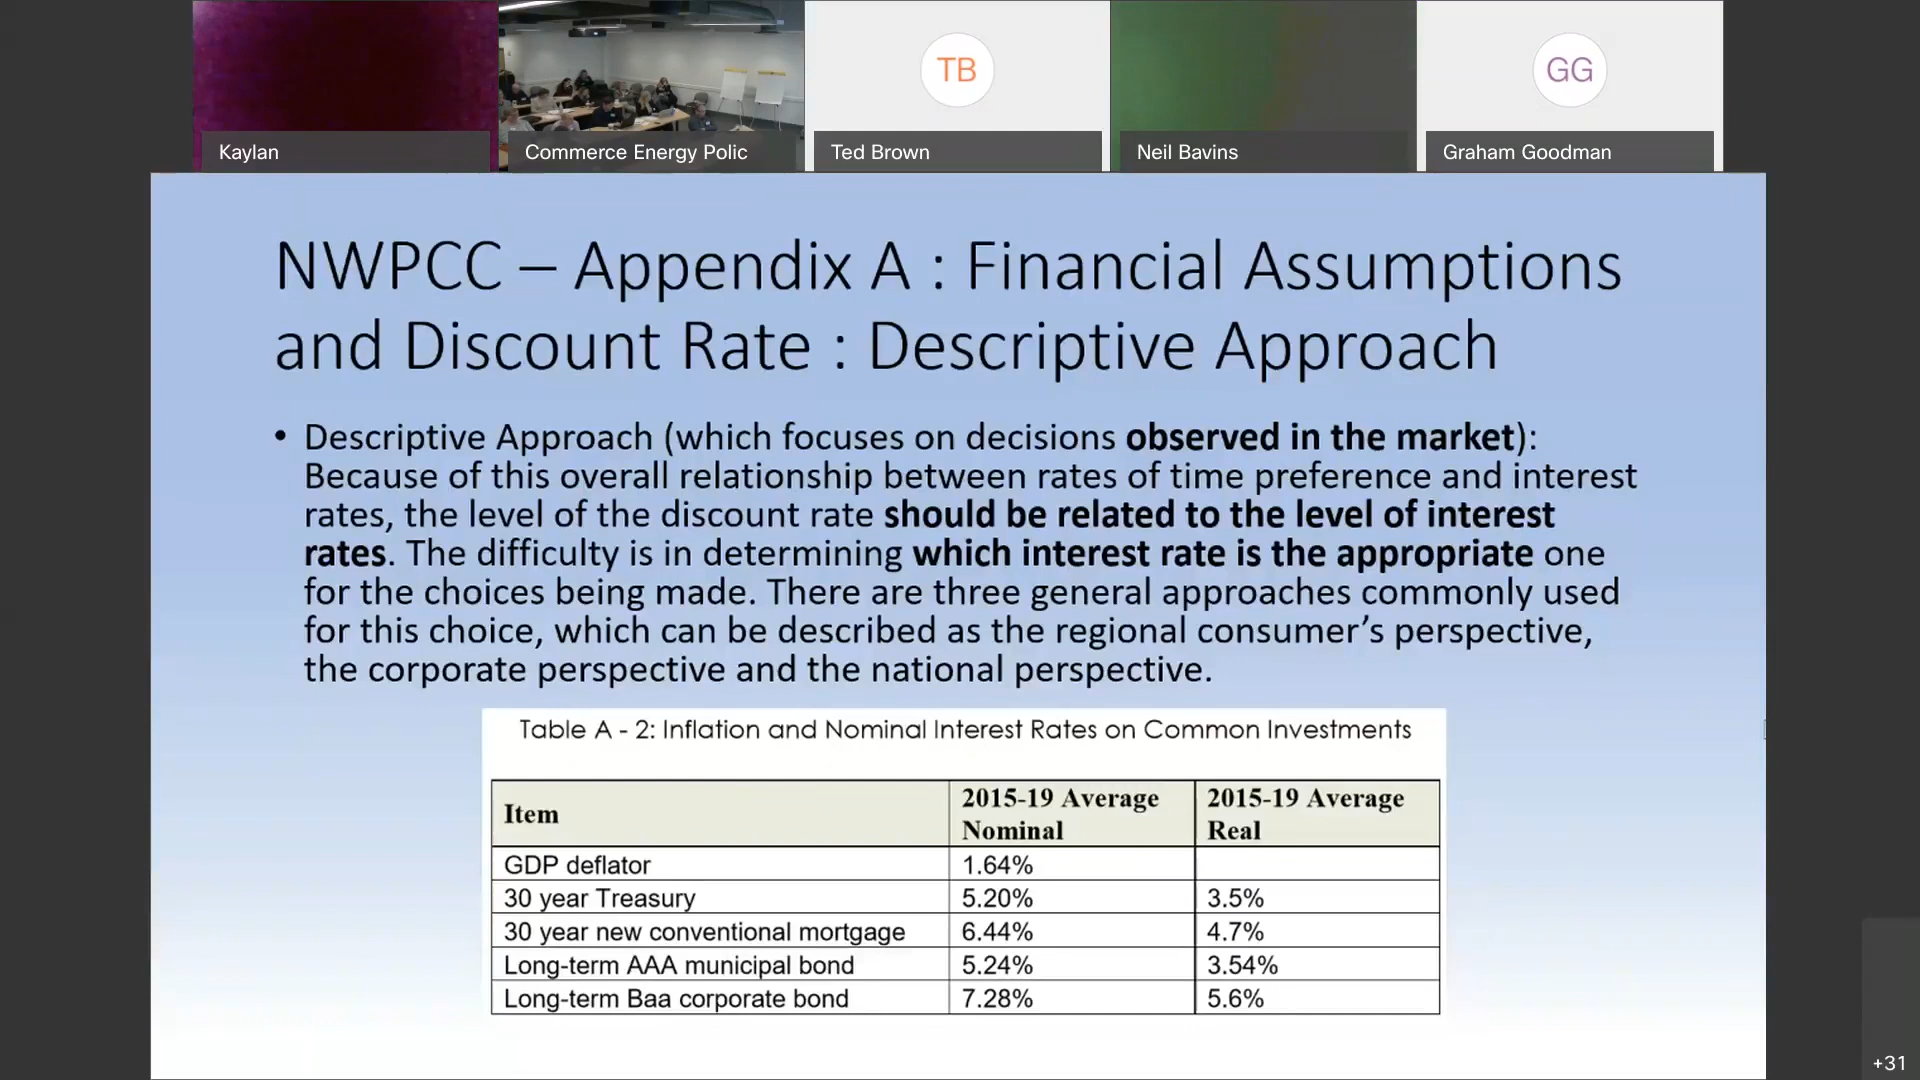 TB
GG
Kaylan
Commerce Energy Polic
Ted Brown
Neil Bavins
Graham Goodman
NWPCC – Appendix A : Financial Assumptions
and Discount Rate : Descriptive Approach
• Descriptive Approach (which focuses on decisions observed in the market):
Because of this overall relationship between rates of time preference and interest
rates, the level of the discount rate should be related to the level of interest
rates. The difficulty is in determining which interest rate is the appropriate one
for the choices being made. There are three general approaches commonly used
for this choice, which can be described as the regional consumer’s perspective,
the corporate perspective and the national perspective.
Table A - 2: Inflation and Nominal Interest Rates on Common Investments
Item 2015-19 Average Nominal 2015-19 Average Real
GDP deflator 1.64%
30 year Treasury 5.20% 3.5%
30 year new conventional mortgage 6.44% 4.7%
Long-term AAA municipal bond 5.24% 3.54%
Long-term Baa corporate bond 7.28% 5.6%
+31